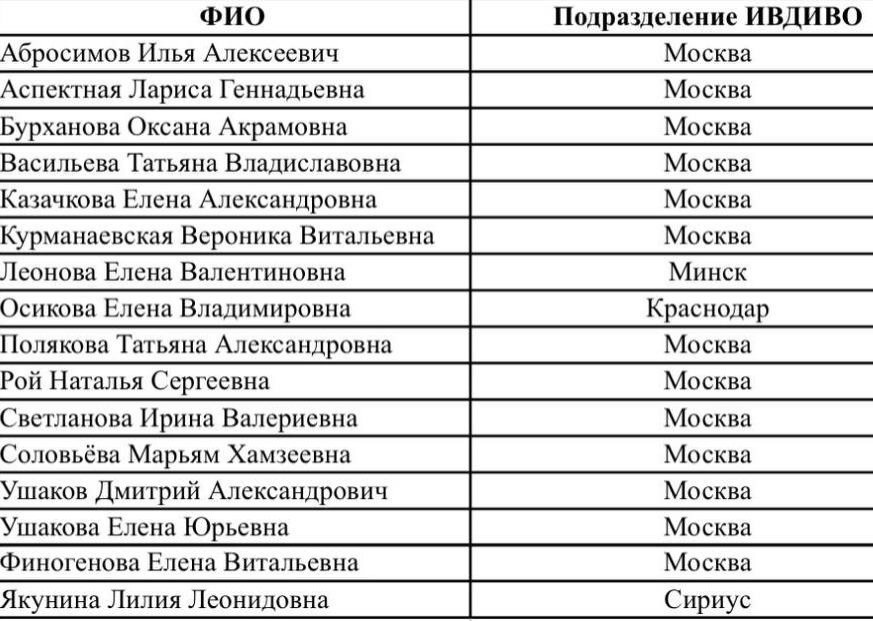 ФИО Подразделение ИВДИВО
Абросимов Илья Алексеевич Москва
Аспектная Лариса Геннадьевна Москва
Бурханова Оксана Акрамовна Москва
Васильева Татьяна Владиславовна Москва
Казачкова Елена Александровна Москва
Курманаевская Вероника Витальевна Москва
Леонова Елена Валентиновна Минск
Осикова Елена Владимировна Краснодар
Полякова Татьяна Александровна Москва
Рой Наталья Сергеевна Москва
Светланова Ирина Валериевна Москва
Соловьёва Марьям Хамзеевна Москва
Ушаков Дмитрий Александрович Москва
Ушакова Елена Юрьевна Москва
Финогенова Елена Витальевна Москва
Якунина Лилия Леонидовна Сириус